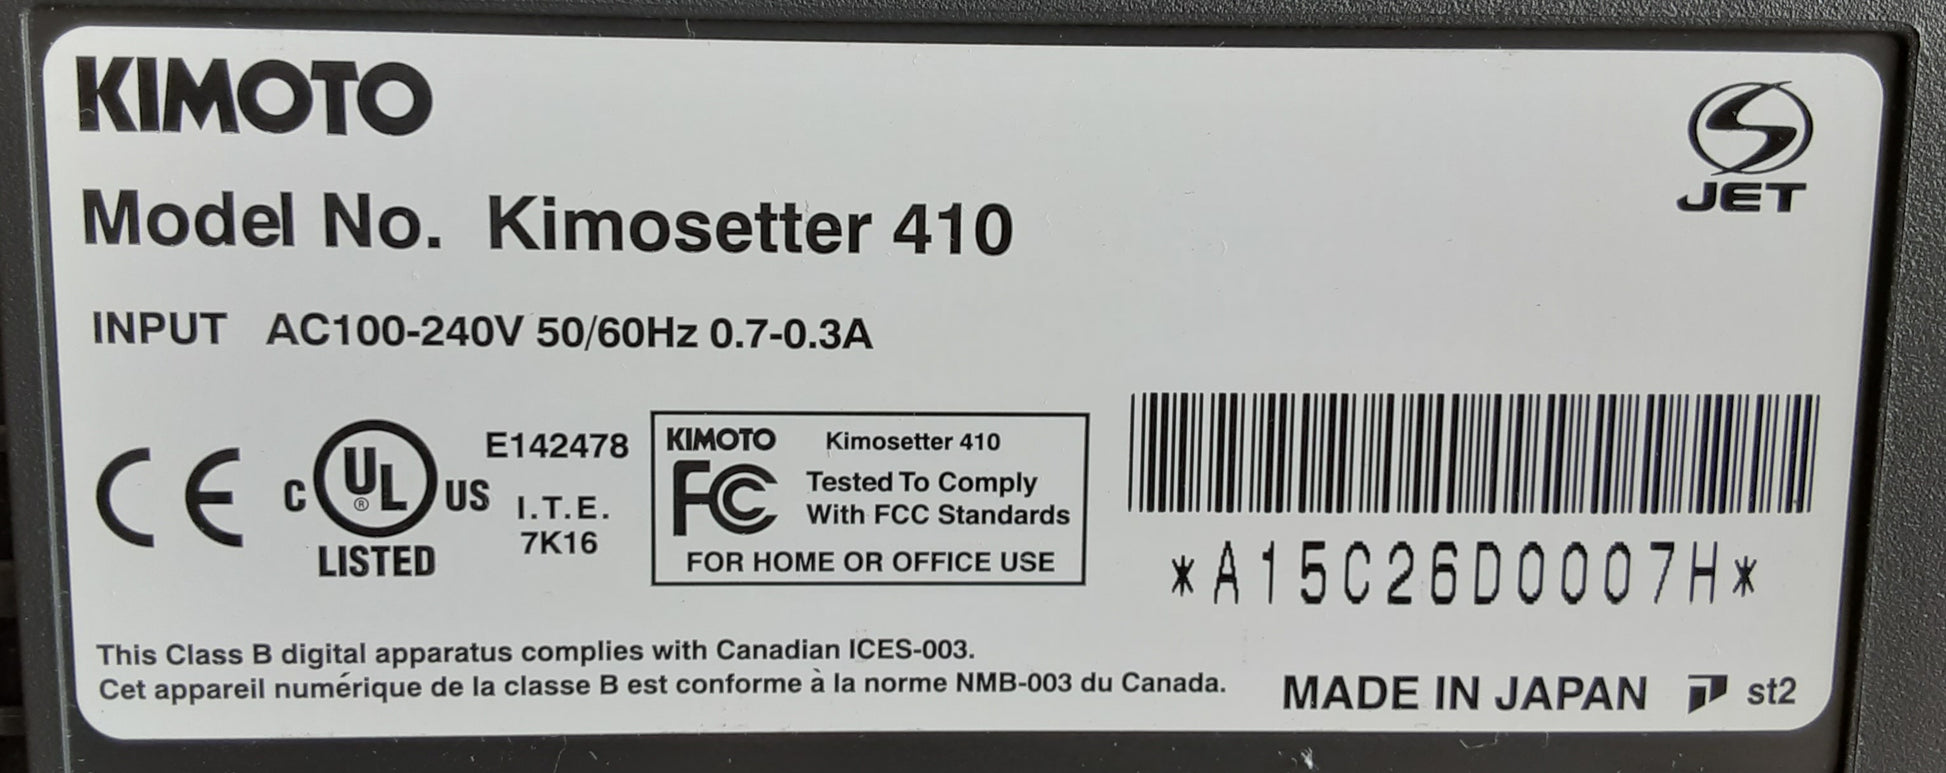 KIMOTO
JET
Model No. Kimosetter 410
INPUT AC100-240V 50/60Hz 0.7-0.3A
CE
C UL ® US
LISTED
E142478
I.T.E.
7K16
KIMOTO Kimosetter 410
FC Tested To Comply
With FCC Standards
FOR HOME OR OFFICE USE
*A15C26D0007H*
This Class B digital apparatus complies with Canadian ICES-003.
Cet appareil numérique de la classe B est conforme à la norme NMB-003 du Canada.
MADE IN JAPAN st2